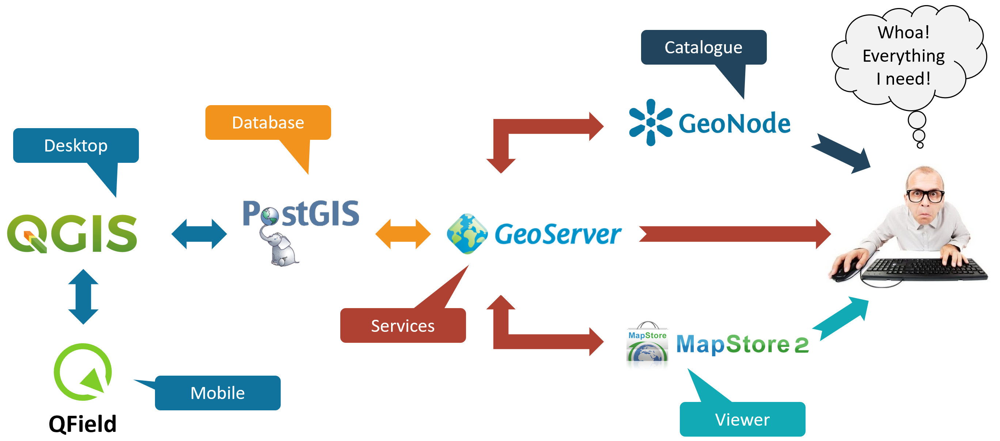 Whoa!
Everything
I need!
Catalogue
GeoNode
Database
Desktop
PostGIS
QGIS
GeoServer
Services
MapStore
MapStore 2
Mobile
Viewer
QField